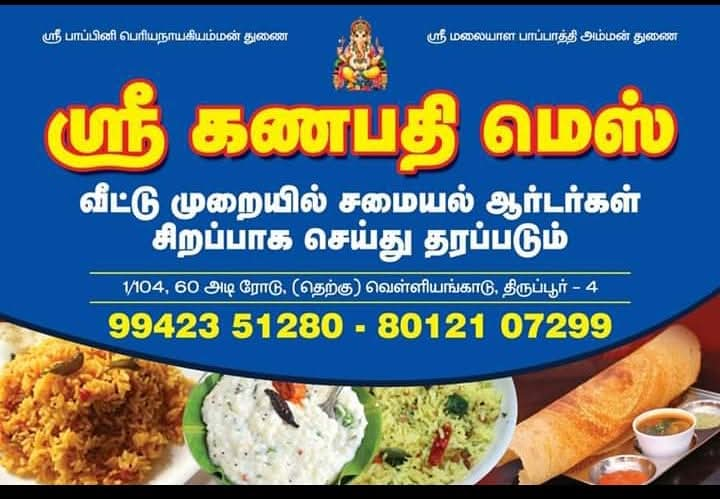 ஸ்ரீ பாப்பினி பெரியநாயகியம்மன் துணை
ஸ்ரீ மலையாள பாப்பாத்தி அம்மன் துணை
ஸ்ரீ கணபதி மெஸ்
வீட்டு முறையில் சமையல் ஆர்டர்கள்
சிறப்பாக செய்து தரப்படும்
1/104, 60 அடி ரோடு, (தெற்கு) வெள்ளியங்காடு, திருப்பூர் - 4
99423 51280 - 80121 07299